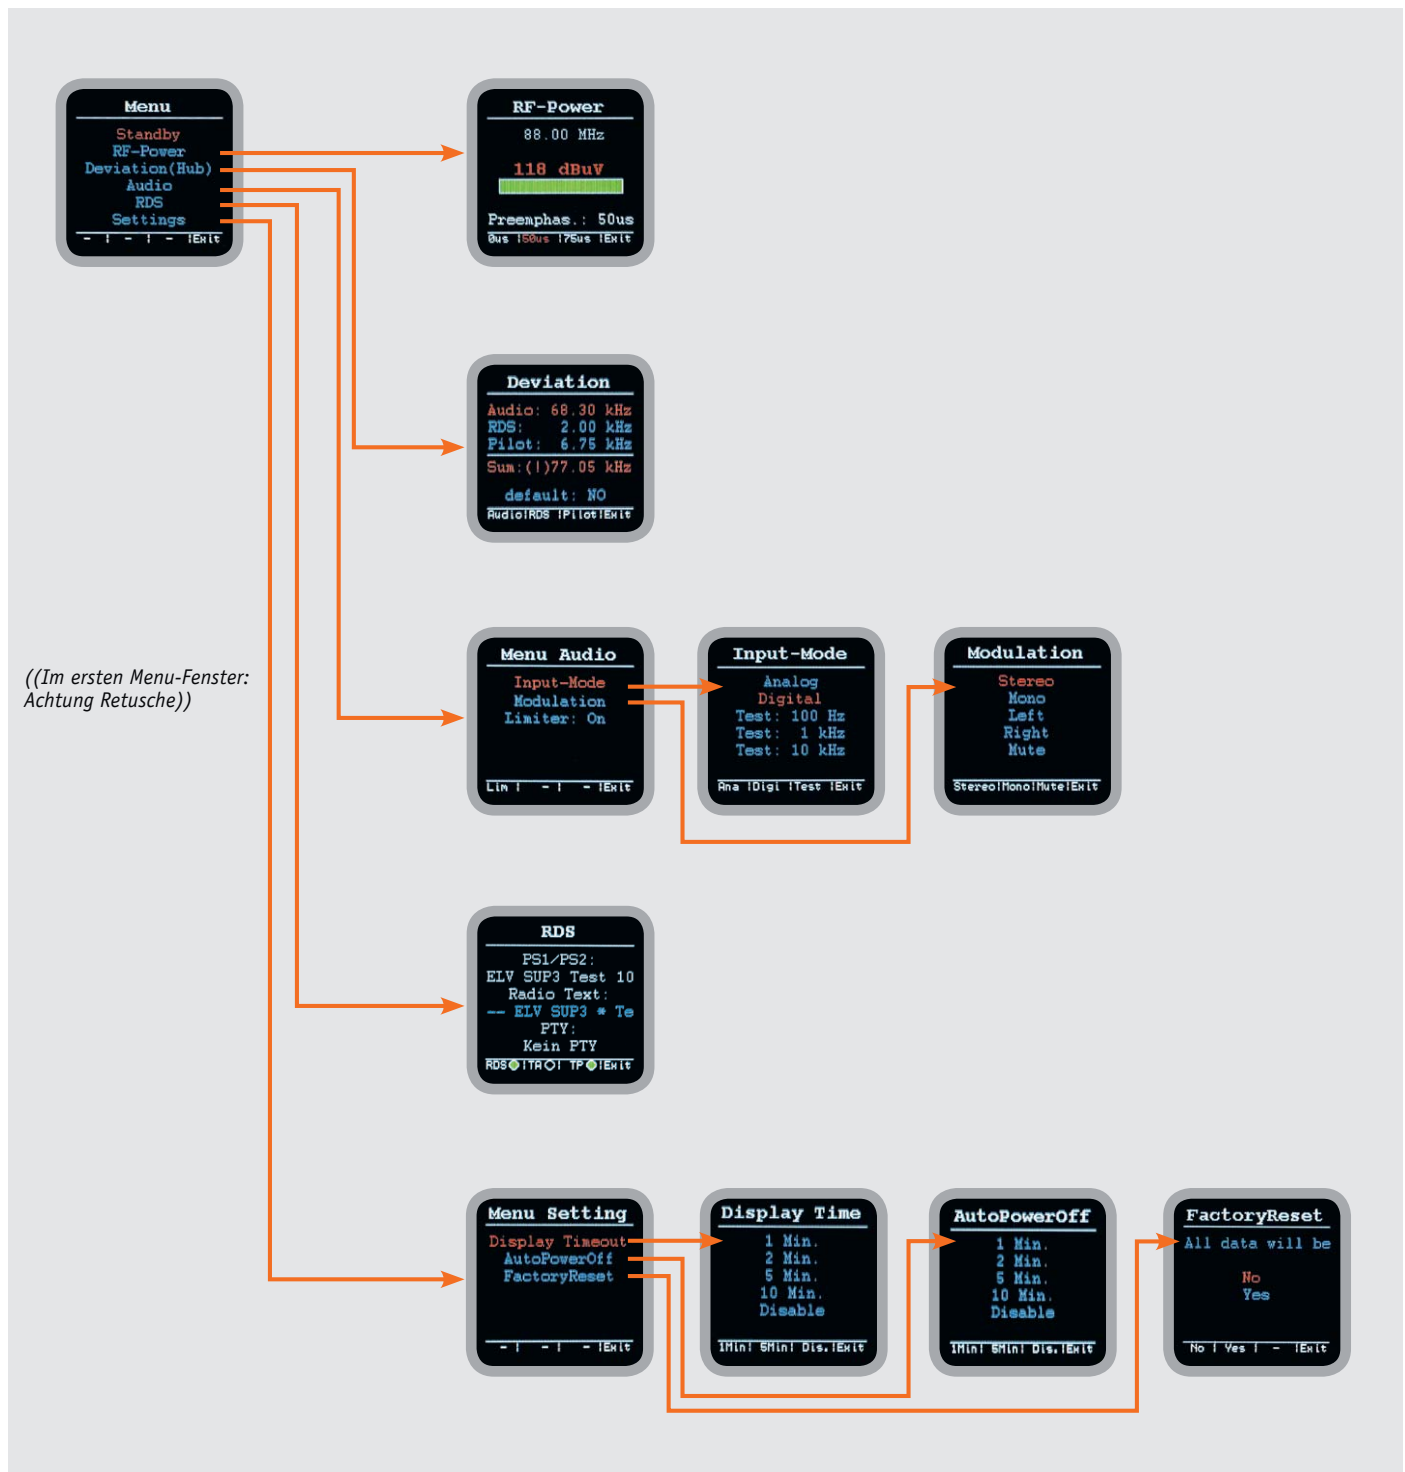 Menu
Standby
RF-Power
Deviation(Hub)
Audio
RDS
Settings
- | - | - |Exit
RF-Power
88.00 MHz
118 dBuV
Preemphas.: 50us
0us |50us |75us |Exit
Deviation
Audio: 68.30 kHz
RDS: 2.00 kHz
Pilot: 6.75 kHz
Sum:(!)77.05 kHz
default: NO
Audio|RDS |Pilot|Exit
((Im ersten Menu-Fenster:
Achtung Retusche))
Menu Audio
Input-Mode
Modulation
Limiter: On
Lim | - | - |Exit
Input-Mode
Analog
Digital
Test: 100 Hz
Test: 1 kHz
Test: 10 kHz
Ana |Digi |Test |Exit
Modulation
Stereo
Mono
Left
Right
Mute
Stereo|Mono|Mute|Exit
RDS
PS1/PS2:
ELV SUP3 Test 10
Radio Text:
-- ELV SUP3 * Te
PTY:
Kein PTY
RDS |TA | TP |Exit
Menu Setting
Display Timeout
AutoPowerOff
FactoryReset
- | - | - |Exit
Display Time
1 Min.
2 Min.
5 Min.
10 Min.
Disable
1Min| 5Min| Dis.|Exit
AutoPowerOff
1 Min.
2 Min.
5 Min.
10 Min.
Disable
1Min| 5Min| Dis.|Exit
FactoryReset
All data will be
No
Yes
No | Yes | - |Exit